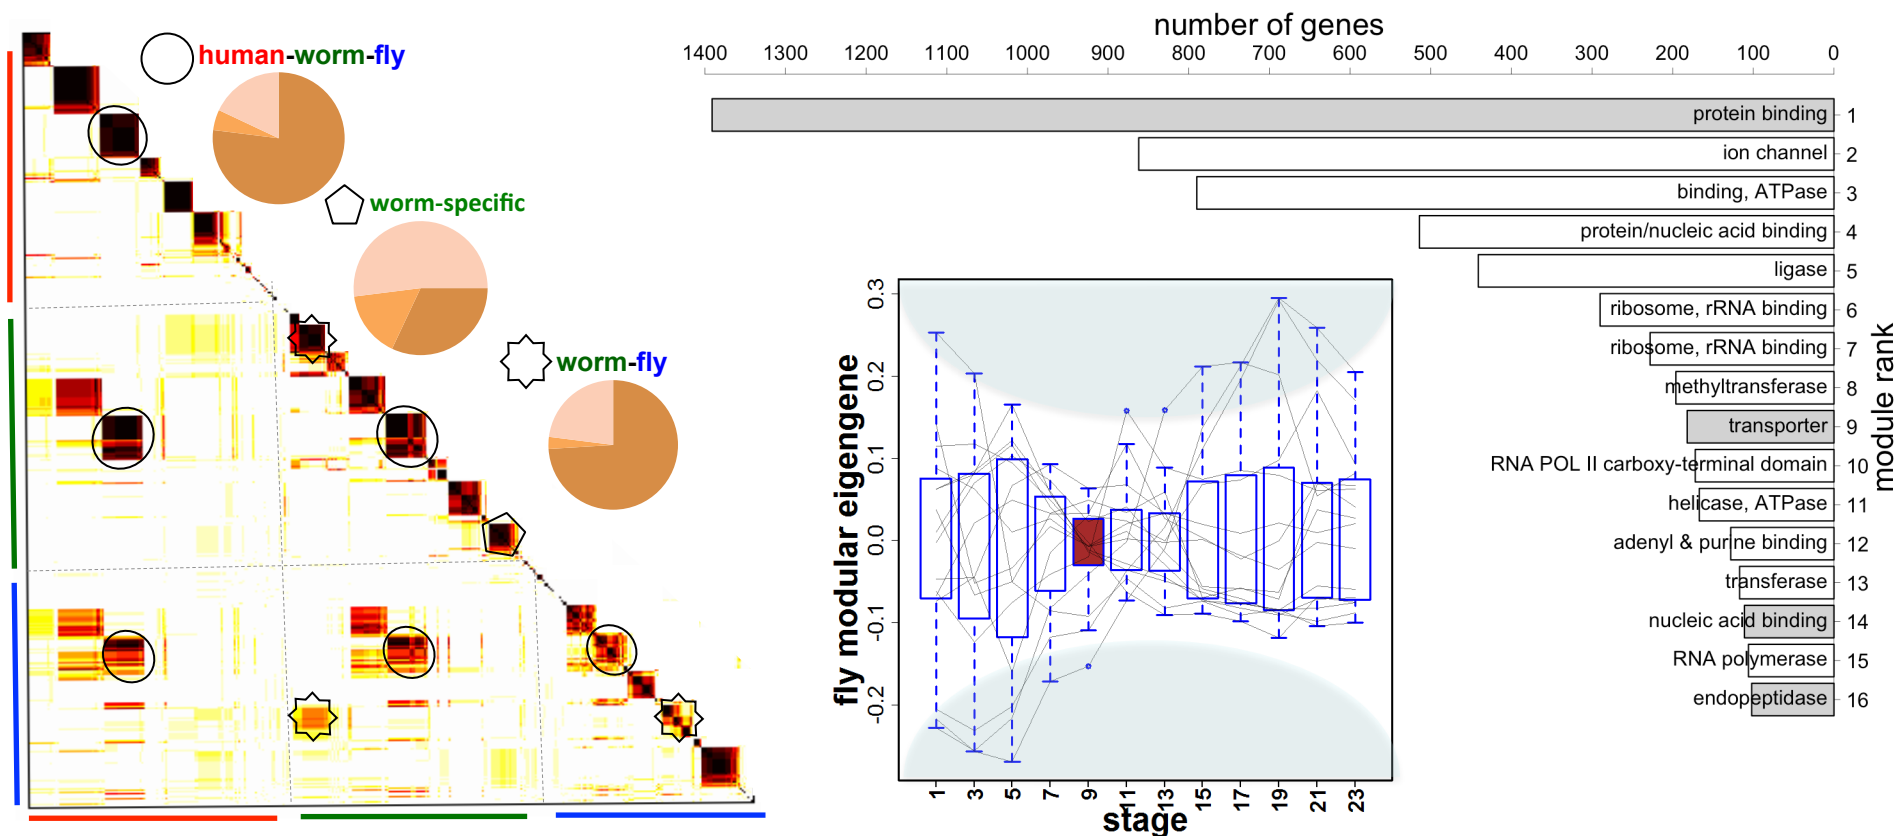 human-worm-fly
worm-specific
worm-fly
number of genes
1400 1300 1200 1100 1000 900 800 700 600 500 400 300 200 100 0
protein binding 1
ion channel 2
binding, ATPase 3
protein/nucleic acid binding 4
ligase 5
ribosome, rRNA binding 6
ribosome, rRNA binding 7
methyltransferase 8
transporter 9
RNA POL II carboxy-terminal domain 10
helicase, ATPase 11
adenyl & purine binding 12
transferase 13
nucleic acid binding 14
RNA polymerase 15
endopeptidase 16
module rank
fly modular eigengene
0.3
0.2
0.1
0.0
-0.1
-0.2
1 3 5 7 9 11 13 15 17 19 21 23
stage